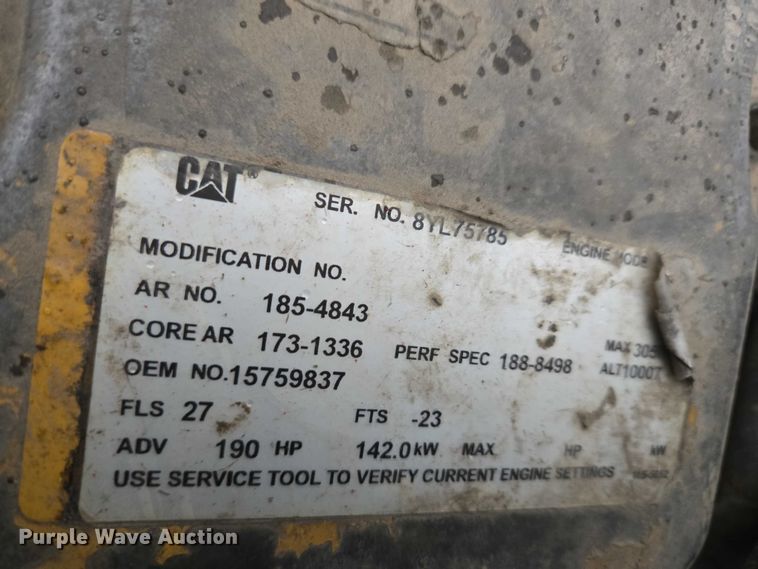 CAT®
SER. NO. 8YL75785 ENGINE
MODIFICATION NO.
AR NO. 185-4843
CORE AR 173-1336 PERF SPEC 188-8498 MAX
OEM NO. 15759837 ALT1000T
FLS 27 FTS -23
ADV 190 HP 142.0 kW MAX HP kW
USE SERVICE TOOL TO VERIFY CURRENT ENGINE SETTINGS
Purple Wave Auction